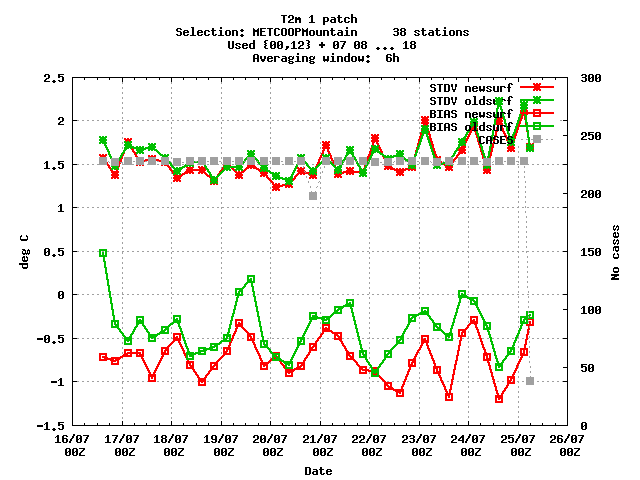 T2m 1 patch
Selection: METCOOPMountain 38 stations
Used {00,12} + 07 08 ... 18
Averaging window: 6h
STDV newsurf
STDV oldsurf
BIAS newsurf
BIAS oldsurf
CASES
2.5
2
1.5
1
0.5
0
-0.5
-1
-1.5
deg C
300
250
200
150
100
50
0
No cases
16/07 17/07 18/07 19/07 20/07 21/07 22/07 23/07 24/07 25/07 26/07
00Z 00Z 00Z 00Z 00Z 00Z 00Z 00Z 00Z 00Z 00Z
Date